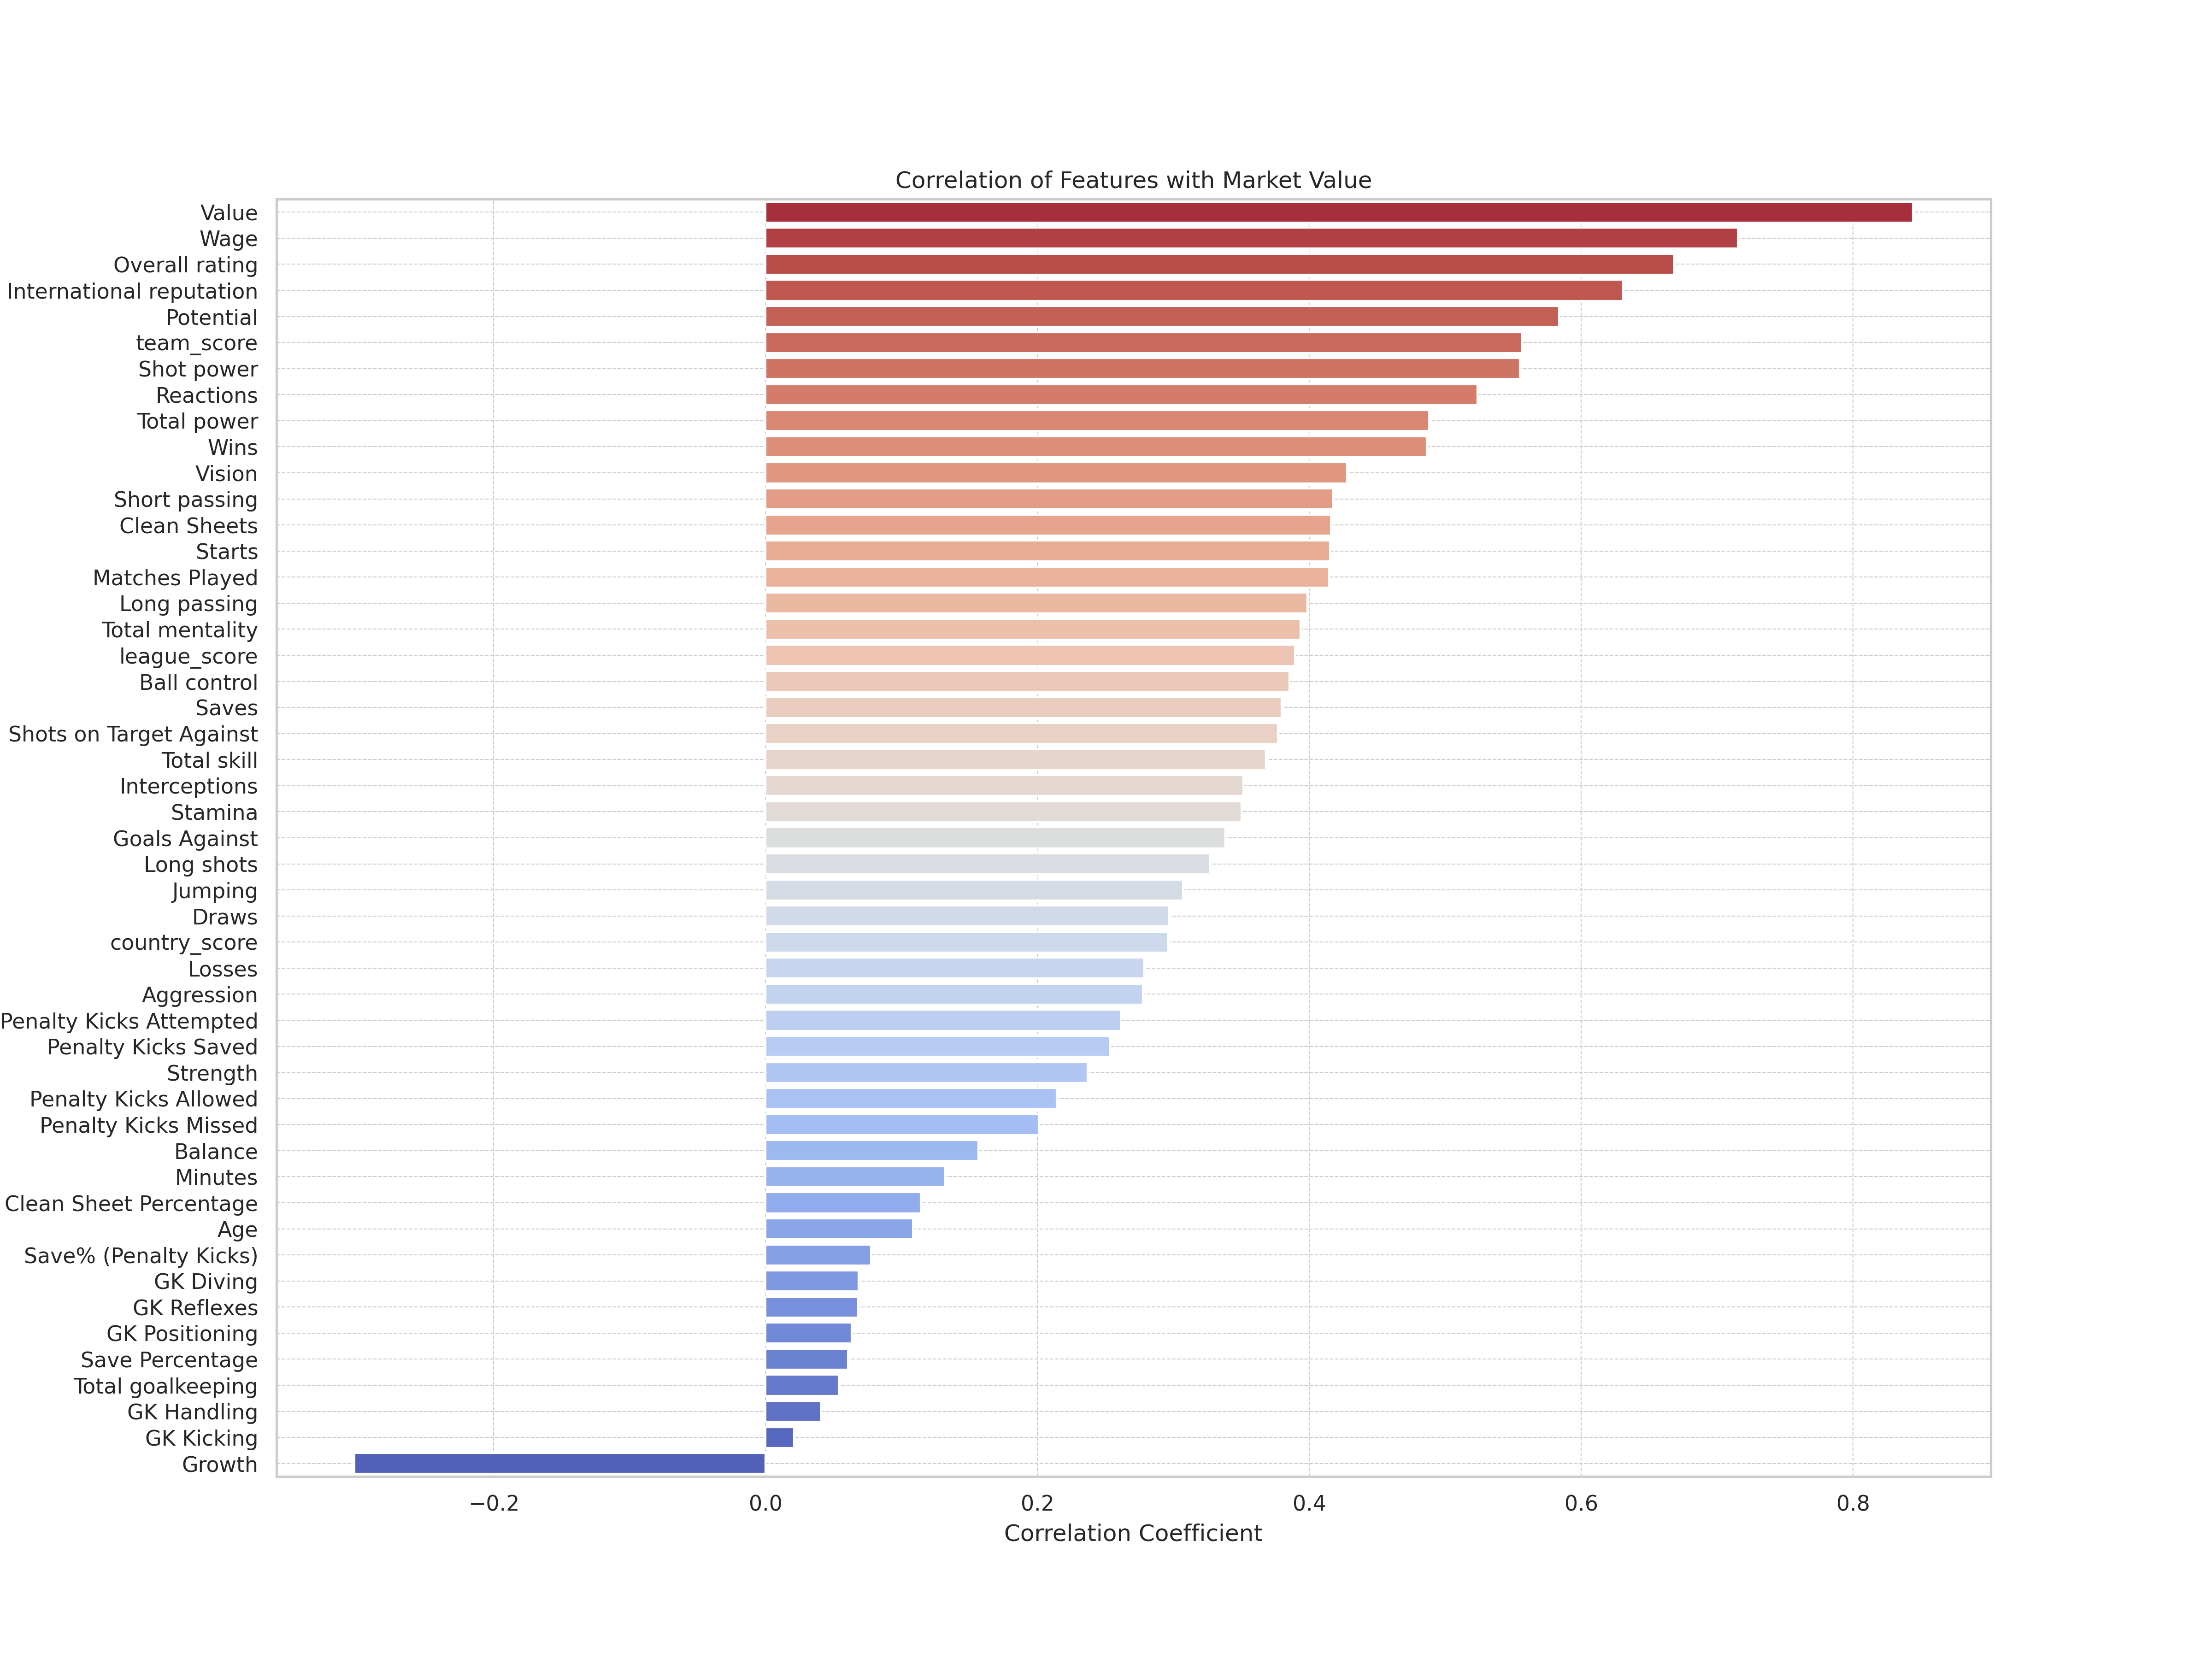 Correlation of Features with Market Value
Value
Wage
Overall rating
International reputation
Potential
team_score
Shot power
Reactions
Total power
Wins
Vision
Short passing
Clean Sheets
Starts
Matches Played
Long passing
Total mentality
league_score
Ball control
Saves
Shots on Target Against
Total skill
Interceptions
Stamina
Goals Against
Long shots
Jumping
Draws
country_score
Losses
Aggression
Penalty Kicks Attempted
Penalty Kicks Saved
Strength
Penalty Kicks Allowed
Penalty Kicks Missed
Balance
Minutes
Clean Sheet Percentage
Age
Save% (Penalty Kicks)
GK Diving
GK Reflexes
GK Positioning
Save Percentage
Total goalkeeping
GK Handling
GK Kicking
Growth
−0.2 0.0 0.2 0.4 0.6 0.8
Correlation Coefficient